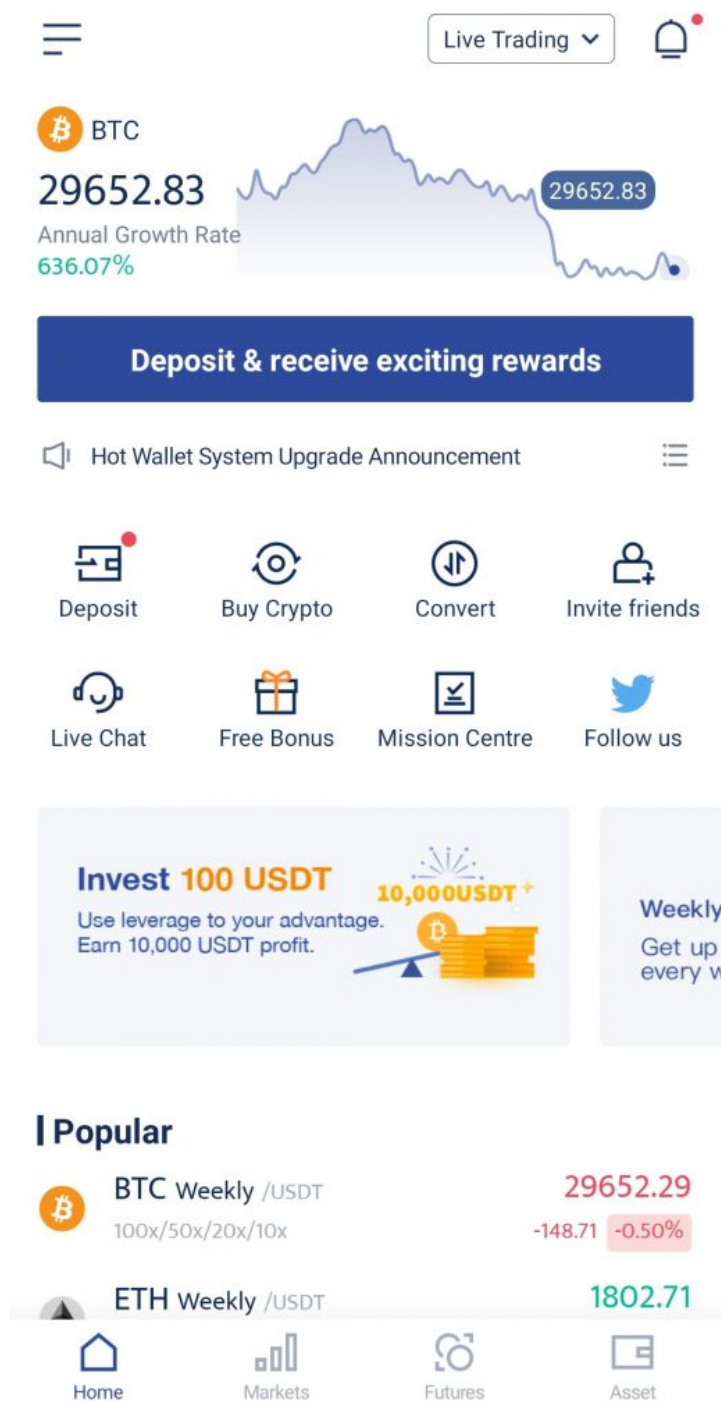 Live Trading
BTC
29652.83
29652.83
Annual Growth Rate
636.07%
Deposit & receive exciting rewards
Hot Wallet System Upgrade Announcement
Deposit Buy Crypto Convert Invite friends
Live Chat Free Bonus Mission Centre Follow us
Invest 100 USDT
10,000USDT
Use leverage to your advantage.
Earn 10,000 USDT profit.
Weekly
Get up
every w
Popular
BTC Weekly /USDT 29652.29
100x/50x/20x/10x -148.71 -0.50%
ETH Weekly /USDT 1802.71
Home Markets Futures Asset